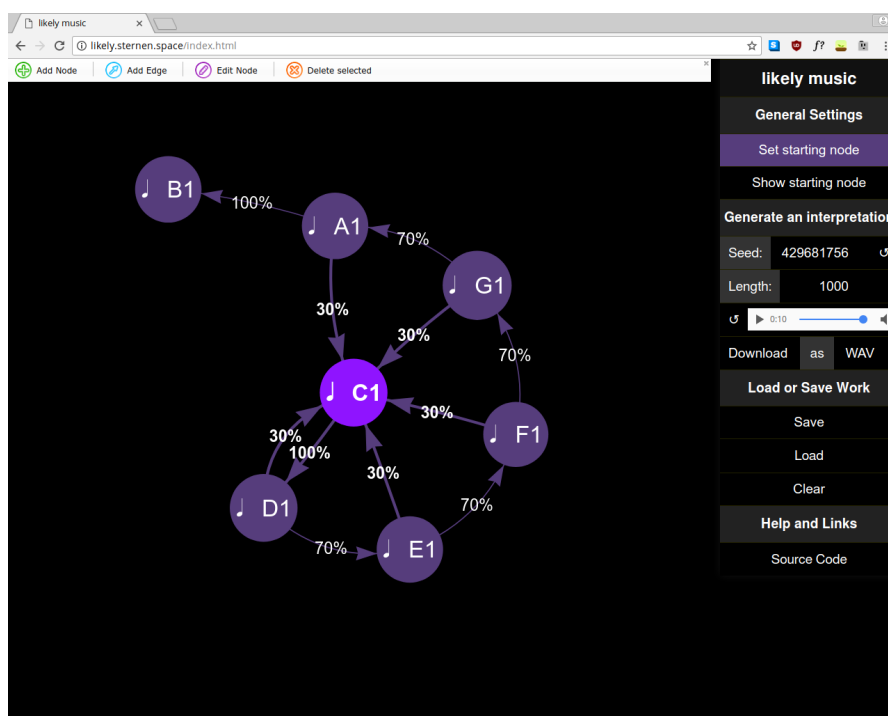 likely music
likely.sternen.space/index.html
f?
Add Node
Add Edge
Edit Node
Delete selected
B1
100%
A1
70%
G1
30%
30%
70%
C1
30%
F1
30%
100%
30%
70%
D1
70%
E1
likely music
General Settings
Set starting node
Show starting node
Generate an interpretation
Seed: 429681756
Length: 1000
0:10
Download as WAV
Load or Save Work
Save
Load
Clear
Help and Links
Source Code